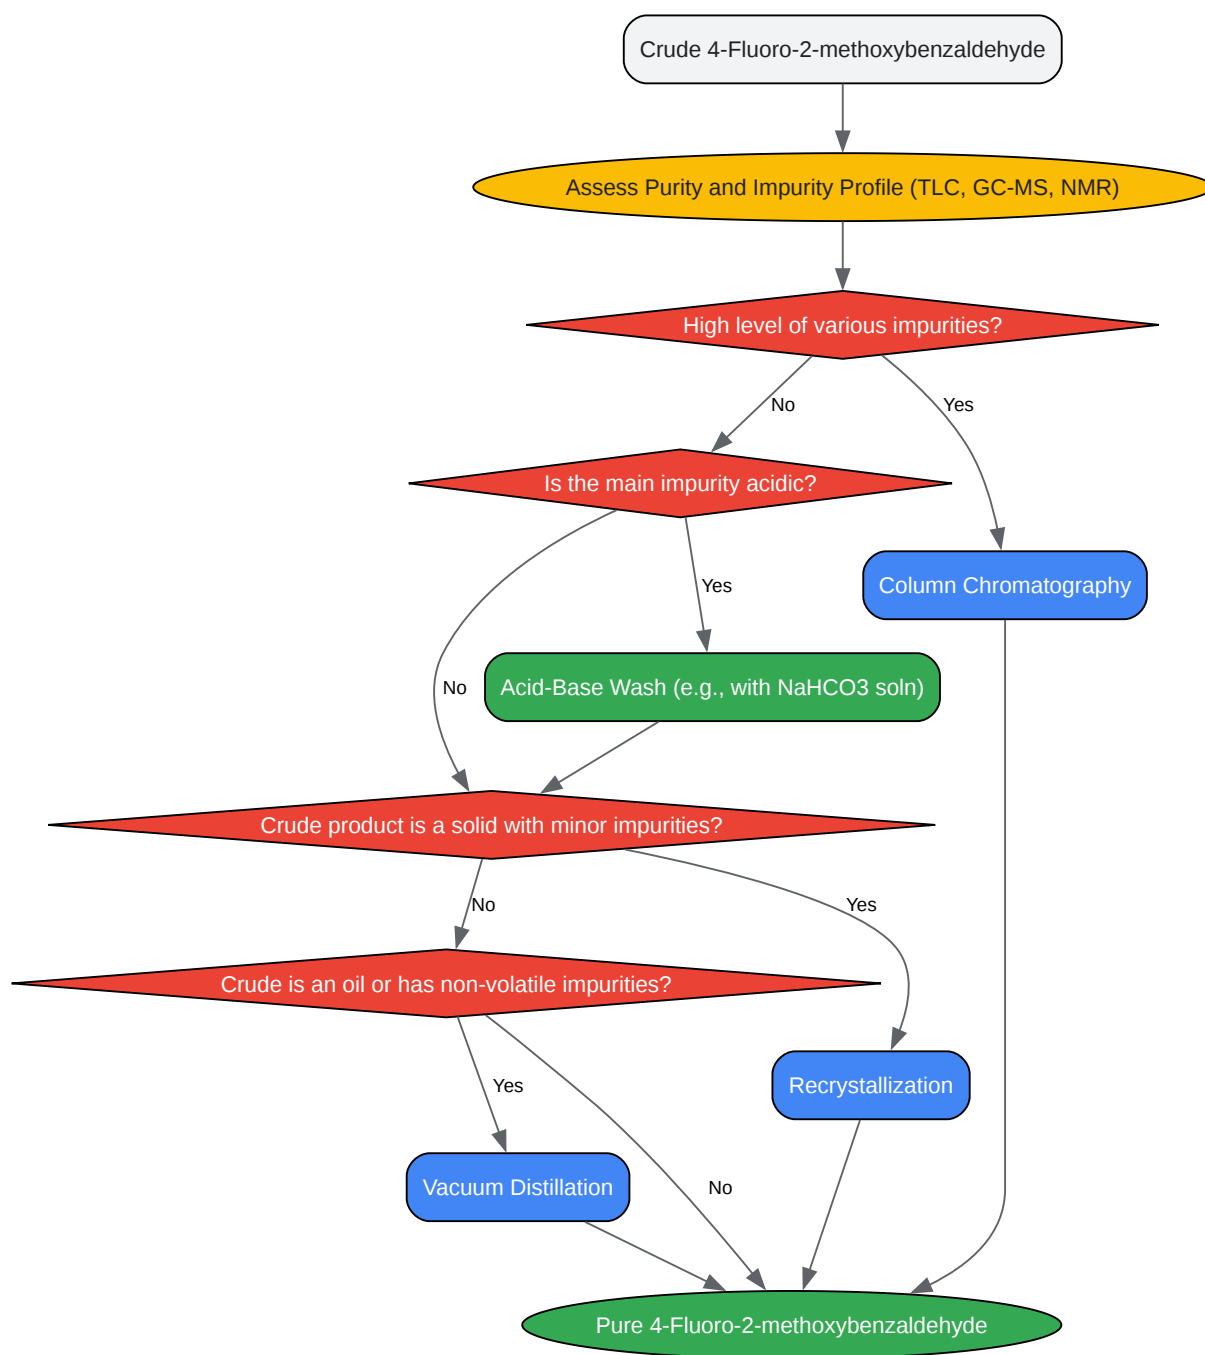 Crude 4-Fluoro-2-methoxybenzaldehyde
Assess Purity and Impurity Profile (TLC, GC-MS, NMR)
High level of various impurities?
No
Yes
Is the main impurity acidic?
Yes
Column Chromatography
No
Acid-Base Wash (e.g., with NaHCO3 soln)
Crude product is a solid with minor impurities?
No
Yes
Crude is an oil or has non-volatile impurities?
Yes
Recrystallization
No
Vacuum Distillation
Pure 4-Fluoro-2-methoxybenzaldehyde